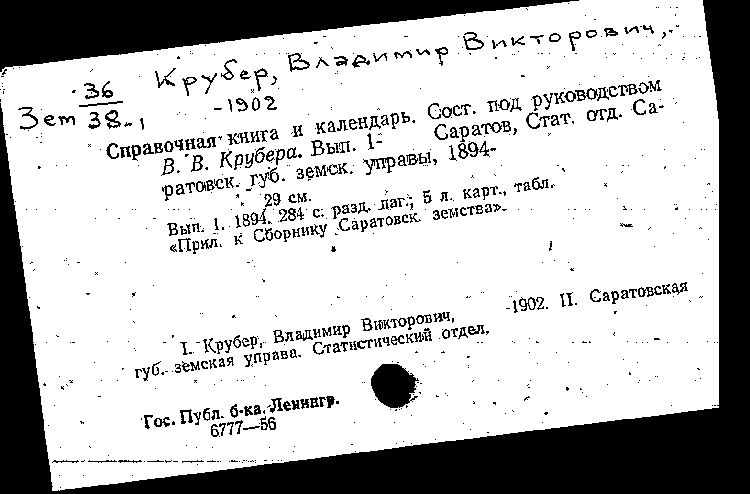 Крубер, Владимир Викторович,
-1902
Зем 36/38.,
Справочная книга и календарь. Сост. под руководством
В. В. Крубера. Вып. 1- Саратов, Стат. отд. Са-
ратовск. губ. земск. управы, 1894-
29 см.
Вып. 1. 1894. 284 с. разд. паг.; 5 л. карт., табл.
«Прил. к Сборнику Саратовск. земства».
I. Крубер, Владимир Викторович, -1902. II. Саратовская
губ. земская управа. Статистический отдел.
Гос. Публ. б-ка. Ленингр.
6777—56